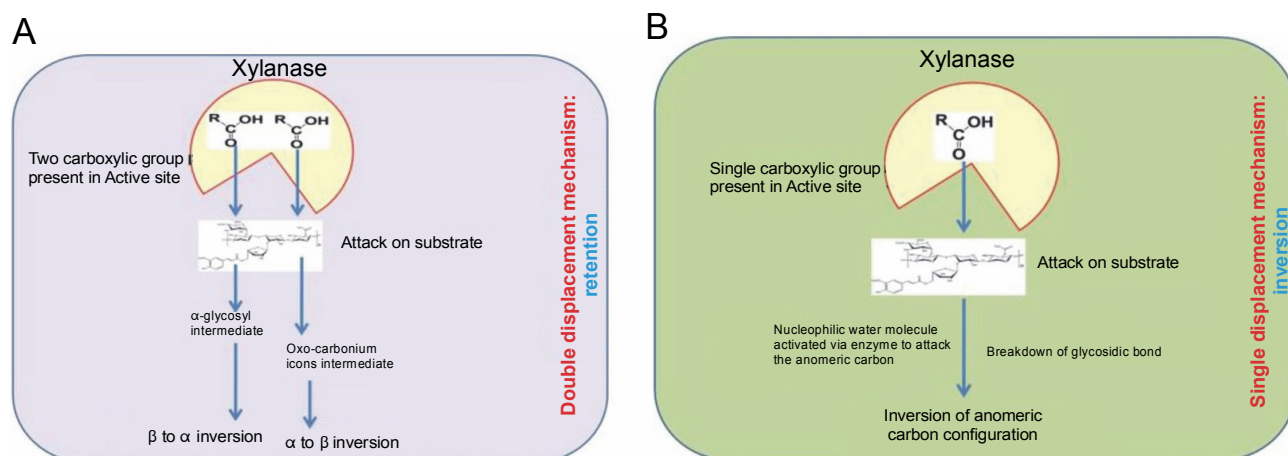 A
Xylanase
R
C
OH
O
R
C
OH
O
Two carboxylic group
present in Active site
Attack on substrate
α-glycosyl
intermediate
Oxo-carbonium
icons intermediate
β to α inversion
α to β inversion
Double displacement mechanism:
retention
B
Xylanase
R
C
OH
O
Single carboxylic group
present in Active site
Attack on substrate
Nucleophilic water molecule
activated via enzyme to attack
the anomeric carbon
Breakdown of glycosidic bond
Inversion of anomeric
carbon configuration
Single displacement mechanism:
inversion